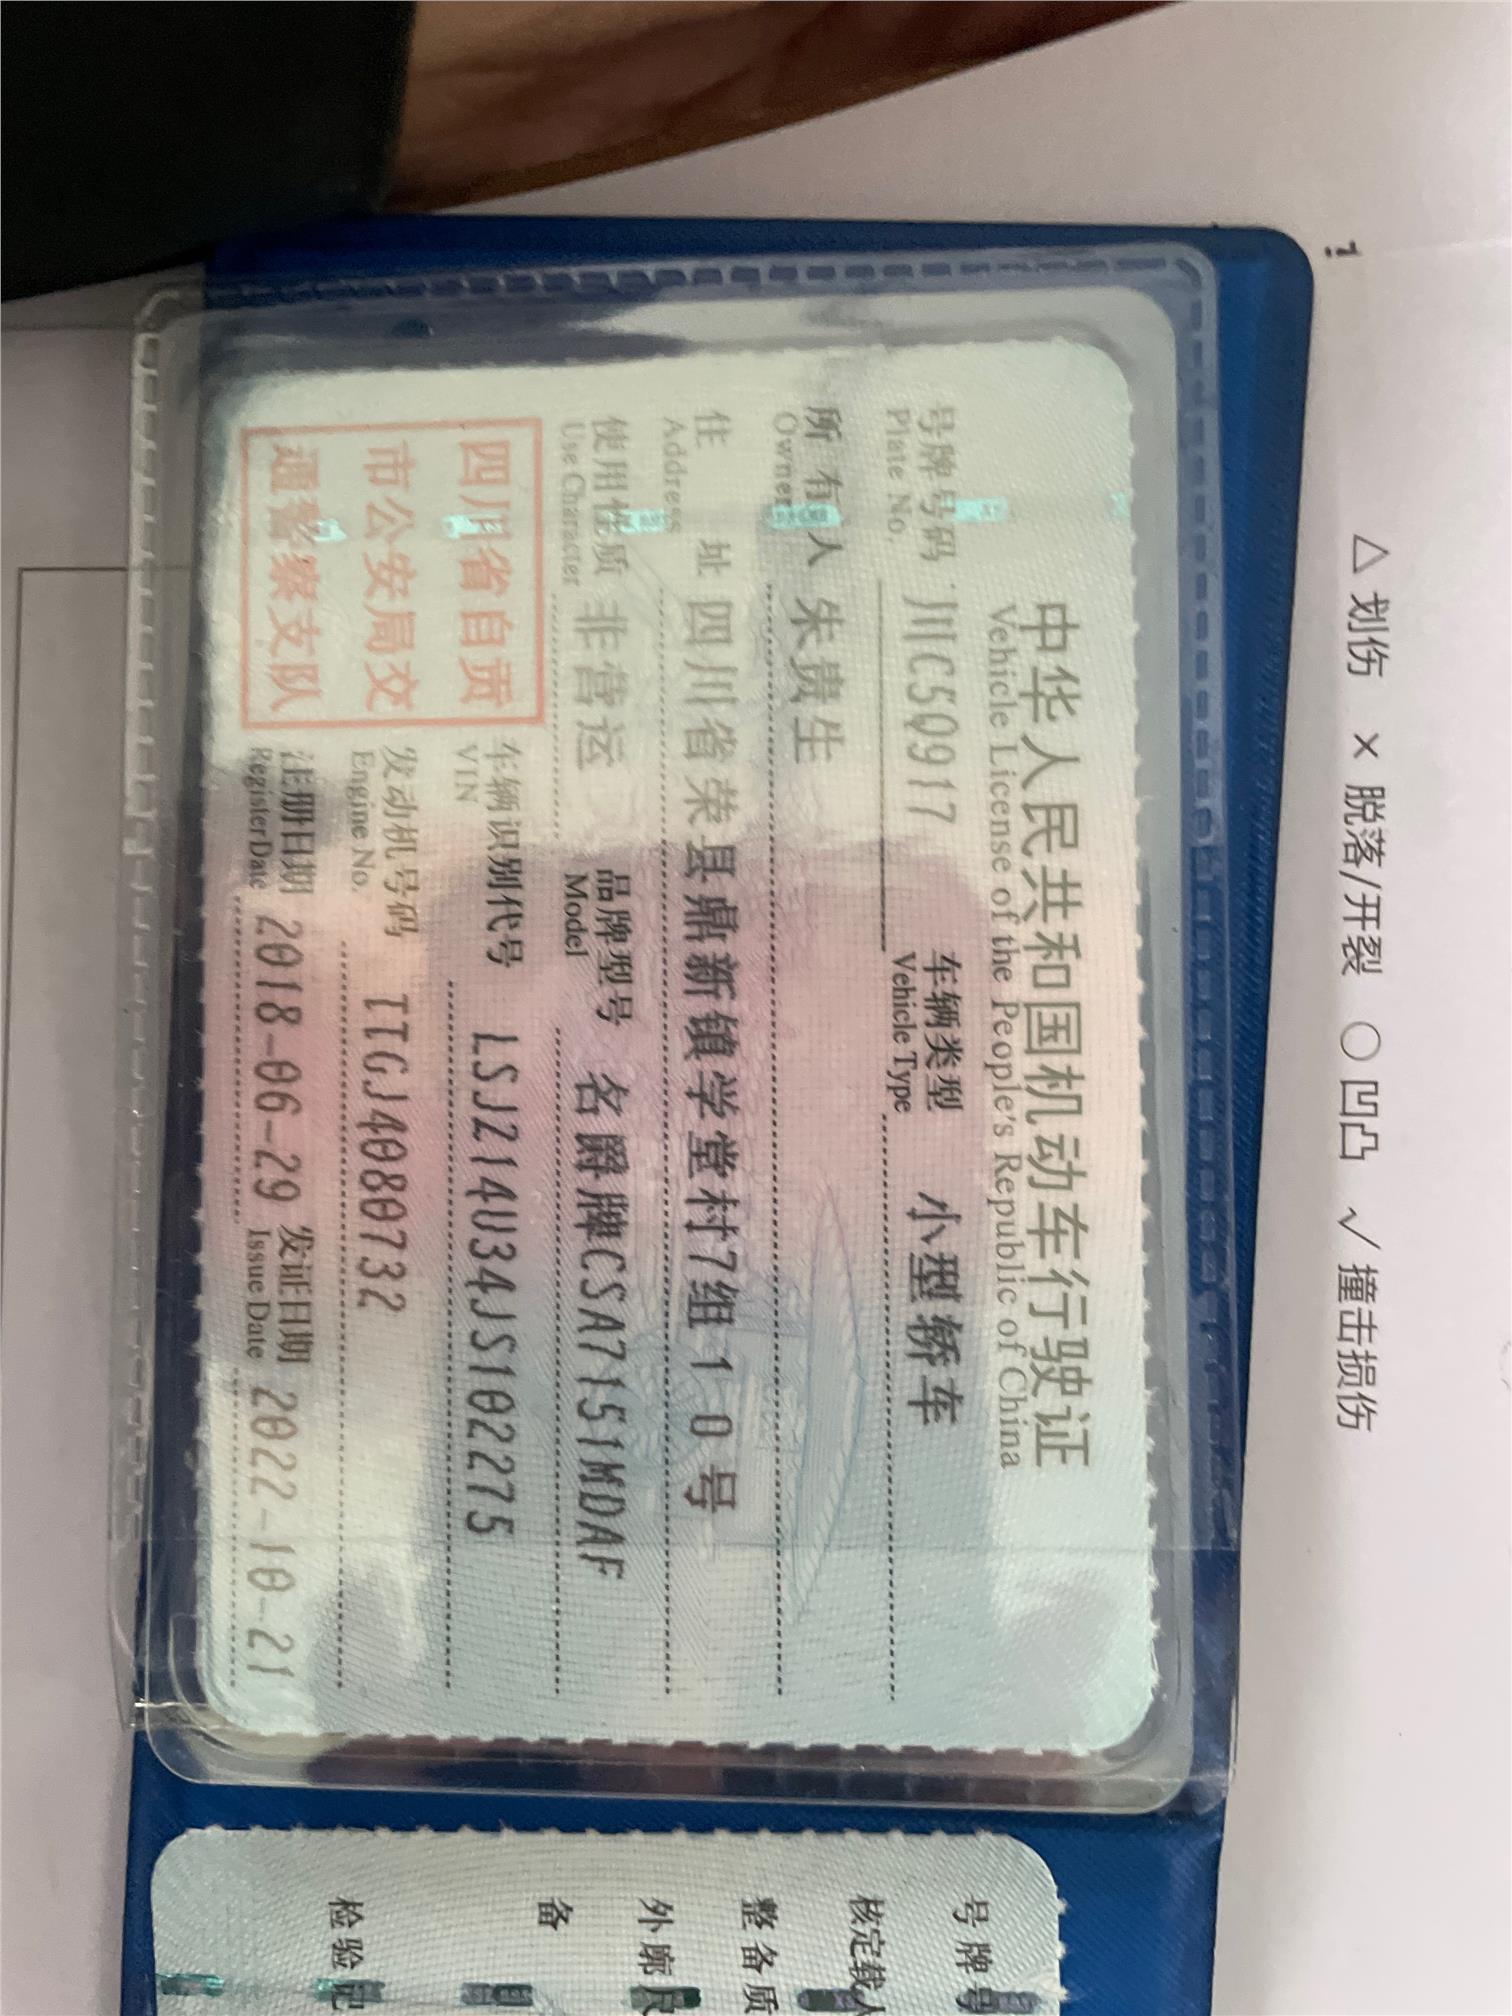 △ 划伤 × 脱落/开裂 ○ 凹凸 √ 撞击损伤
中华人民共和国机动车行驶证
Vehicle License of the People's Republic of China
号牌号码 川C5Q917 车辆类型 小型轿车
Plate No. Vehicle Type
所有人 朱贵生
Owner
住址 四川省荣县鼎新镇学堂村7组10号
Address
使用性质 非营运 品牌型号 名爵牌CSA7151MDAF
Use Character Model
四川省自贡
市公安局交
通警察支队
车辆识别代号 LSJZ14U34JS102275
VIN
发动机号码 TTGJ4080732
Engine No.
注册日期 2018-06-29 发证日期 2022-10-21
Register Date Issue Date
号牌号
核定载人
整备质
外廓尺
备
检验记